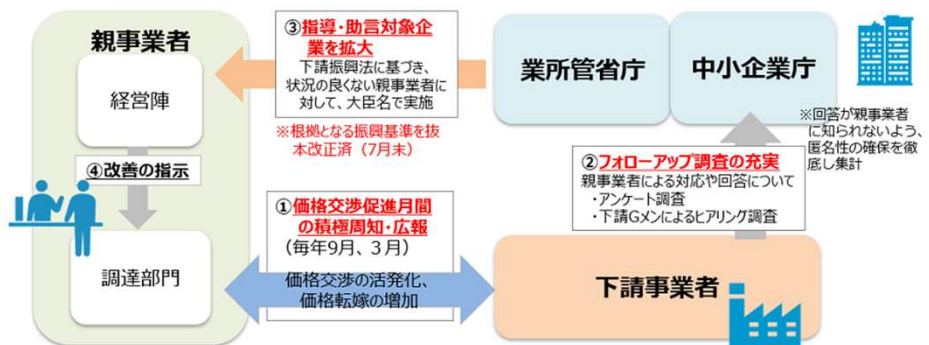 親事業者
経営陣
④改善の指示
調達部門
③指導・助言対象企
業を拡大
下請振興法に基づき、
状況の良くない親事業者に
対して、大臣名で実施
※根拠となる振興基準を抜
本改正済（7月末）
①価格交渉促進月間
の積極周知・広報
（毎年9月、３月）
価格交渉の活発化、
価格転嫁の増加
業所管省庁
中小企業庁
※回答が親事業者
に知られないよう、
匿名性の確保を徹
底し集計
②フォローアップ調査の充実
親事業者による対応や回答について
・アンケート調査
・下請Gメンによるヒアリング調査
下請事業者